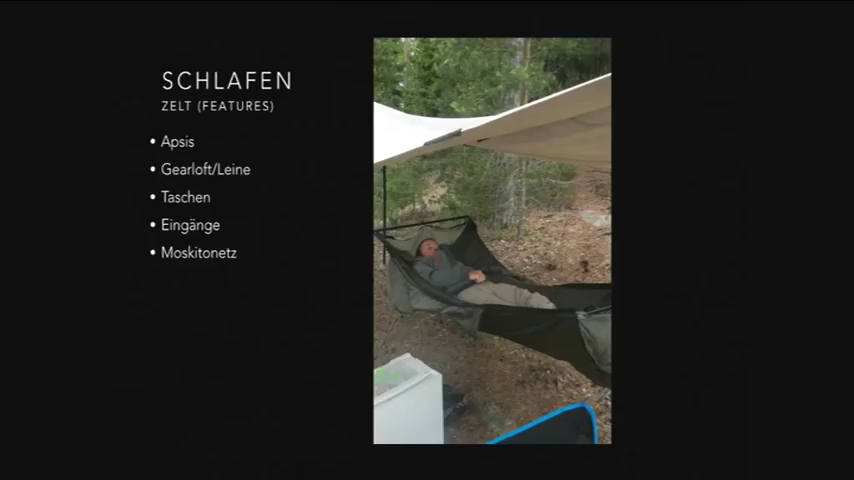 SCHLAFEN
ZELT (FEATURES)
• Apsis
• Gearloft/Leine
• Taschen
• Eingänge
• Moskitonetz